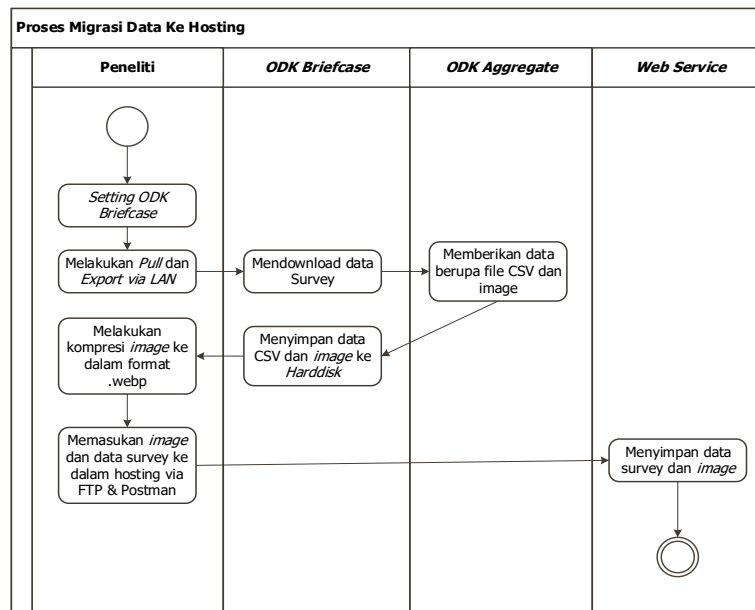 Proses Migrasi Data Ke Hosting
Peneliti
ODK Briefcase
ODK Aggregate
Web Service
Setting ODK
Briefcase
Melakukan Pull dan
Export via LAN
Mendownload data
Survey
Memberikan data
berupa file CSV dan
image
Menyimpan data
CSV dan image ke
Harddisk
Melakukan
kompresi image ke
dalam format
.webp
Memasukan image
dan data survey ke
dalam hosting via
FTP & Postman
Menyimpan data
survey dan image